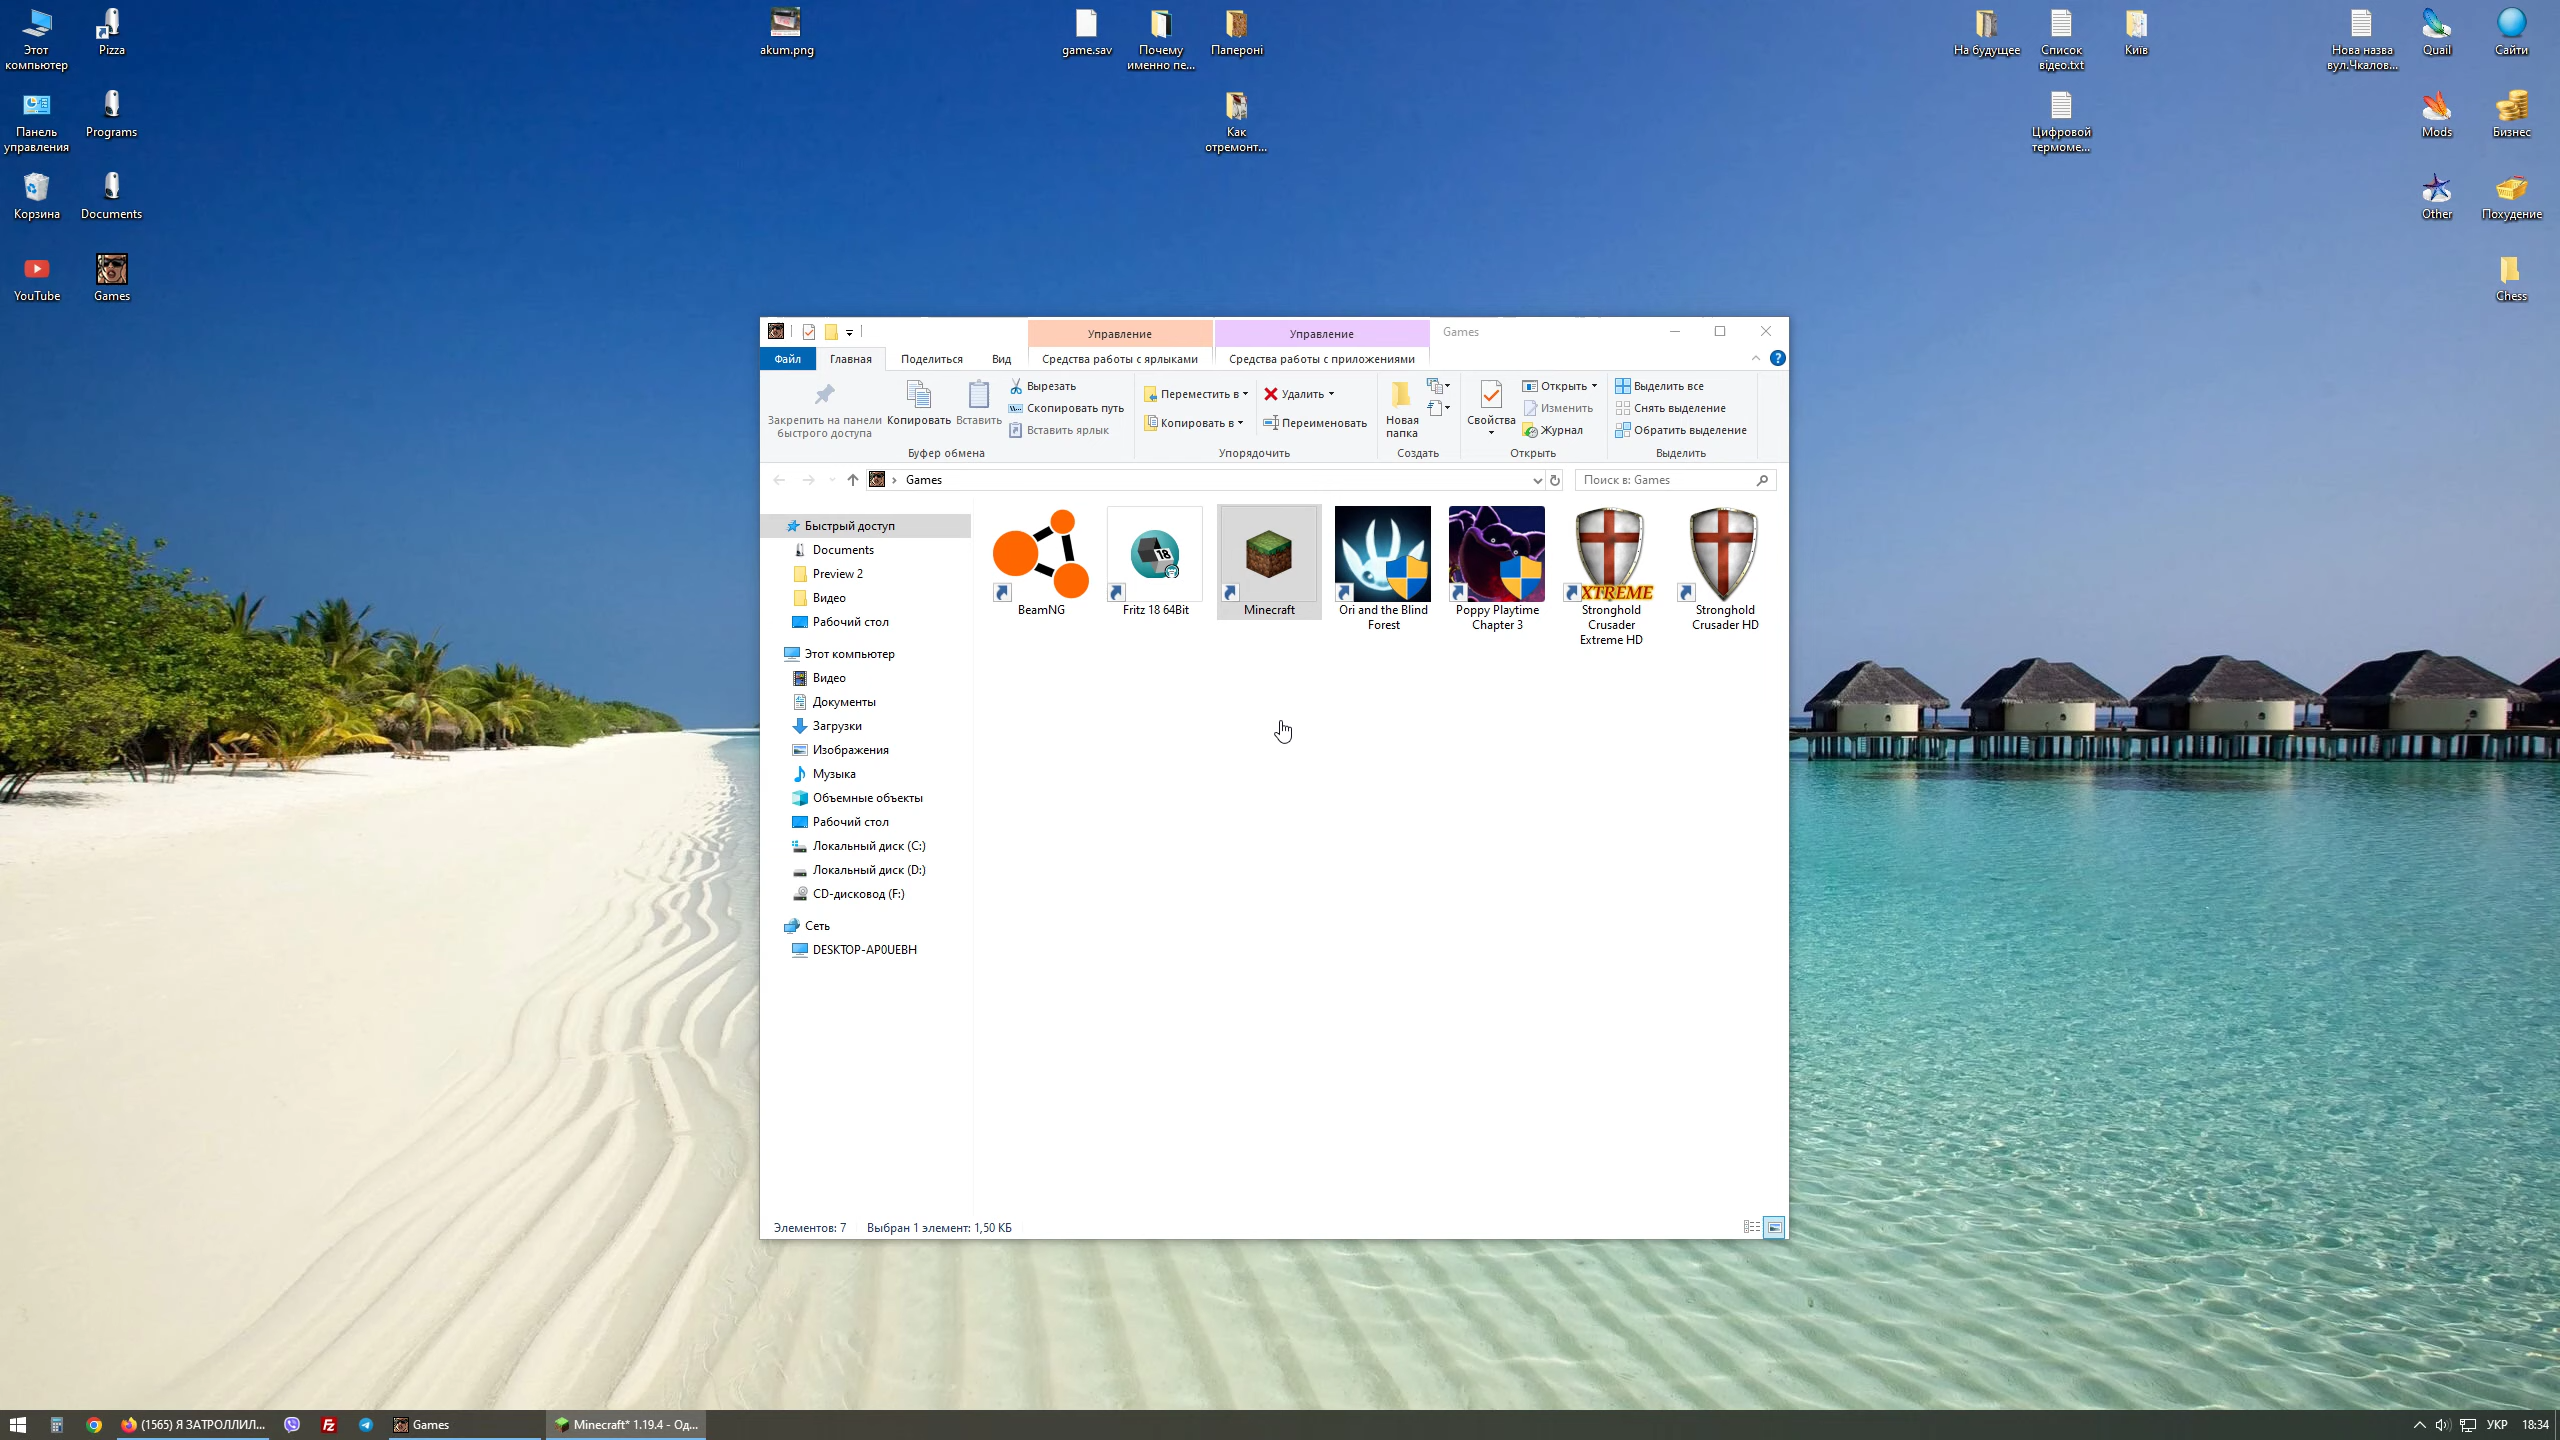 Этот
компьютер
Pizza
akum.png
game.sav
Почему
именно пе...
Папероні
На будущее
Список
відео.txt
Київ
Нова назва
вул.Чкалов...
Quail
Сайти
Панель
управления
Programs
Как
отремонт...
Цифровой
термоме...
Mods
Бизнес
Корзина
Documents
Other
Похудение
YouTube
Games
Chess
Управление
Управление
Games
Файл
Главная
Поделиться
Вид
Средства работы с ярлыками
Средства работы с приложениями
Закрепить на панели
быстрого доступа
Копировать
Вставить
Вырезать
Скопировать путь
Вставить ярлык
Буфер обмена
Переместить в
Копировать в
Удалить
Переименовать
Упорядочить
Новая
папка
Создать
Свойства
Открыть
Изменить
Журнал
Открыть
Выделить все
Снять выделение
Обратить выделение
Выделить
Games
Поиск в: Games
Быстрый доступ
Documents
Preview 2
Видео
Рабочий стол
Этот компьютер
Видео
Документы
Загрузки
Изображения
Музыка
Объемные объекты
Рабочий стол
Локальный диск (C:)
Локальный диск (D:)
CD-дисковод (F:)
Сеть
DESKTOP-AP0UEBH
BeamNG
18
Fritz 18 64Bit
Minecraft
Ori and the Blind
Forest
Poppy Playtime
Chapter 3
XTREME
Stronghold
Crusader
Extreme HD
Stronghold
Crusader HD
Элементов: 7
Выбран 1 элемент: 1,50 КБ
(1565) Я ЗАТРОЛЛИЛ...
Fz
Games
Minecraft* 1.19.4 - Од...
УКР
18:34